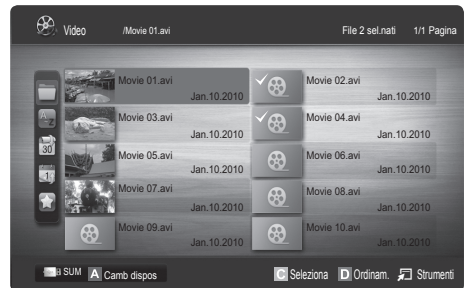 Video /Movie 01.avi File 2 sel.nati 1/1 Pagina
Movie 01.avi Movie 02.avi
Jan.10.2010 Jan.10.2010
Movie 03.avi Movie 04.avi
Jan.10.2010 Jan.10.2010
Movie 05.avi Movie 06.avi
Jan.10.2010 Jan.10.2010
Movie 07.avi Movie 08.avi
Jan.10.2010 Jan.10.2010
Movie 09.avi Movie 10.avi
Jan.10.2010 Jan.10.2010
A Z
30
1
SUM A Camb dispos C Seleziona D Ordinam. Strumenti